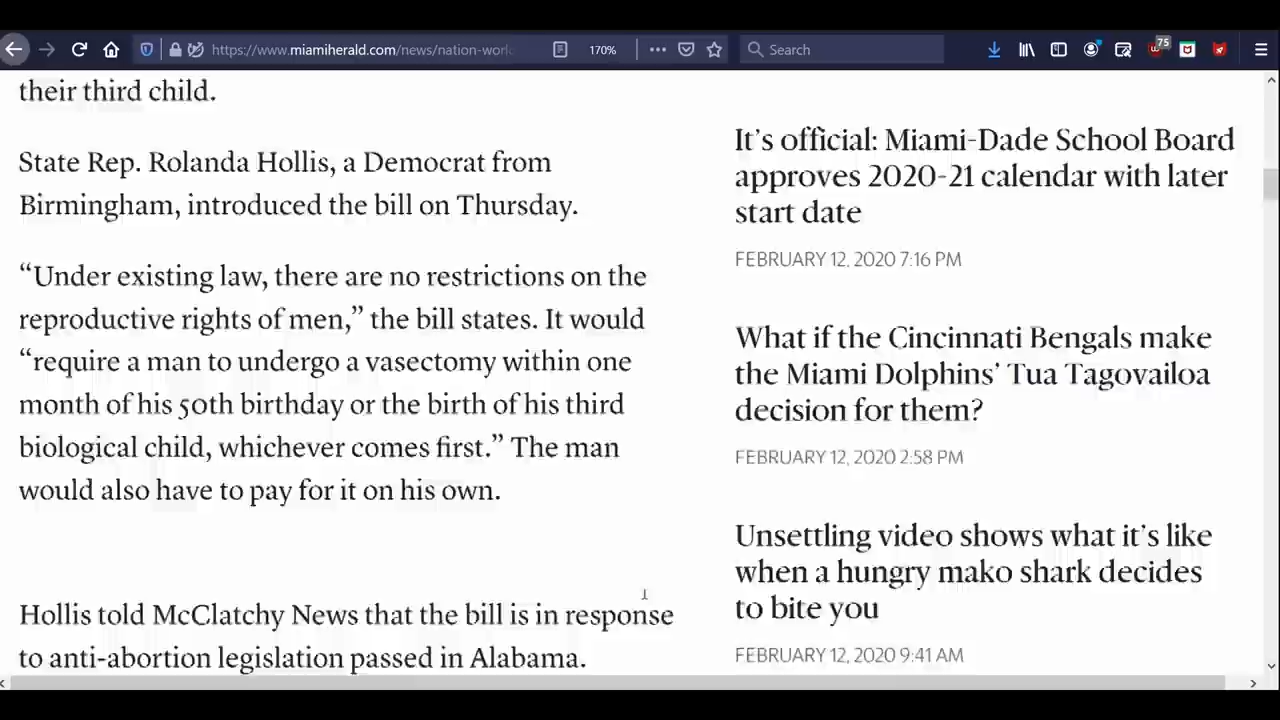 https://www.miamiherald.com/news/nation-worl
170%
Search
75
their third child.
State Rep. Rolanda Hollis, a Democrat from
Birmingham, introduced the bill on Thursday.
“Under existing law, there are no restrictions on the
reproductive rights of men,” the bill states. It would
“require a man to undergo a vasectomy within one
month of his 50th birthday or the birth of his third
biological child, whichever comes first.” The man
would also have to pay for it on his own.
Hollis told McClatchy News that the bill is in response
to anti-abortion legislation passed in Alabama.
It’s official: Miami-Dade School Board
approves 2020-21 calendar with later
start date
FEBRUARY 12, 2020 7:16 PM
What if the Cincinnati Bengals make
the Miami Dolphins’ Tua Tagovailoa
decision for them?
FEBRUARY 12, 2020 2:58 PM
Unsettling video shows what it’s like
when a hungry mako shark decides
to bite you
FEBRUARY 12, 2020 9:41 AM